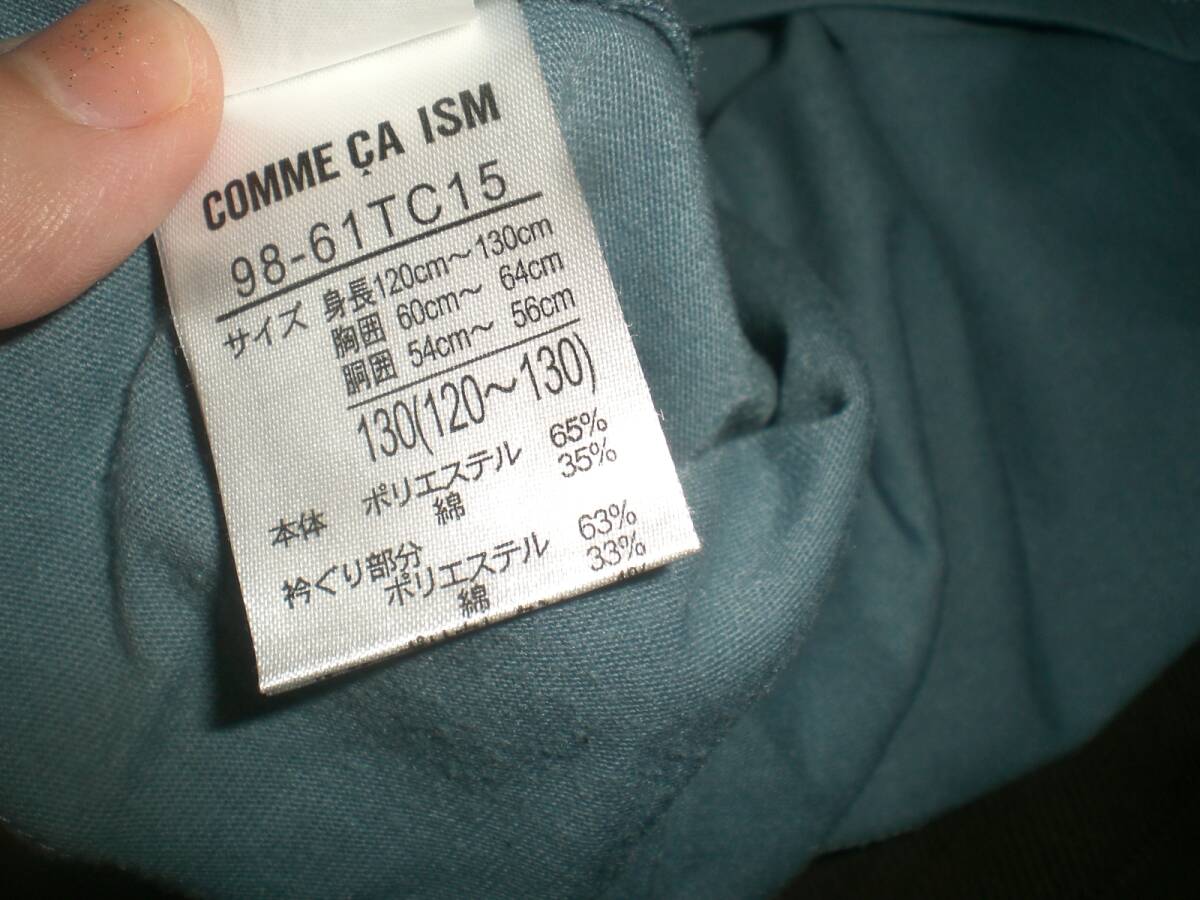 COMME ÇA ISM
98-61TC15
サイズ 身長120cm～130cm
胸囲 60cm～ 64cm
胴囲 54cm～ 56cm
130(120～130)
本体 ポリエステル 65%
綿 35%
衿ぐり部分
ポリエステル 63%
綿 33%